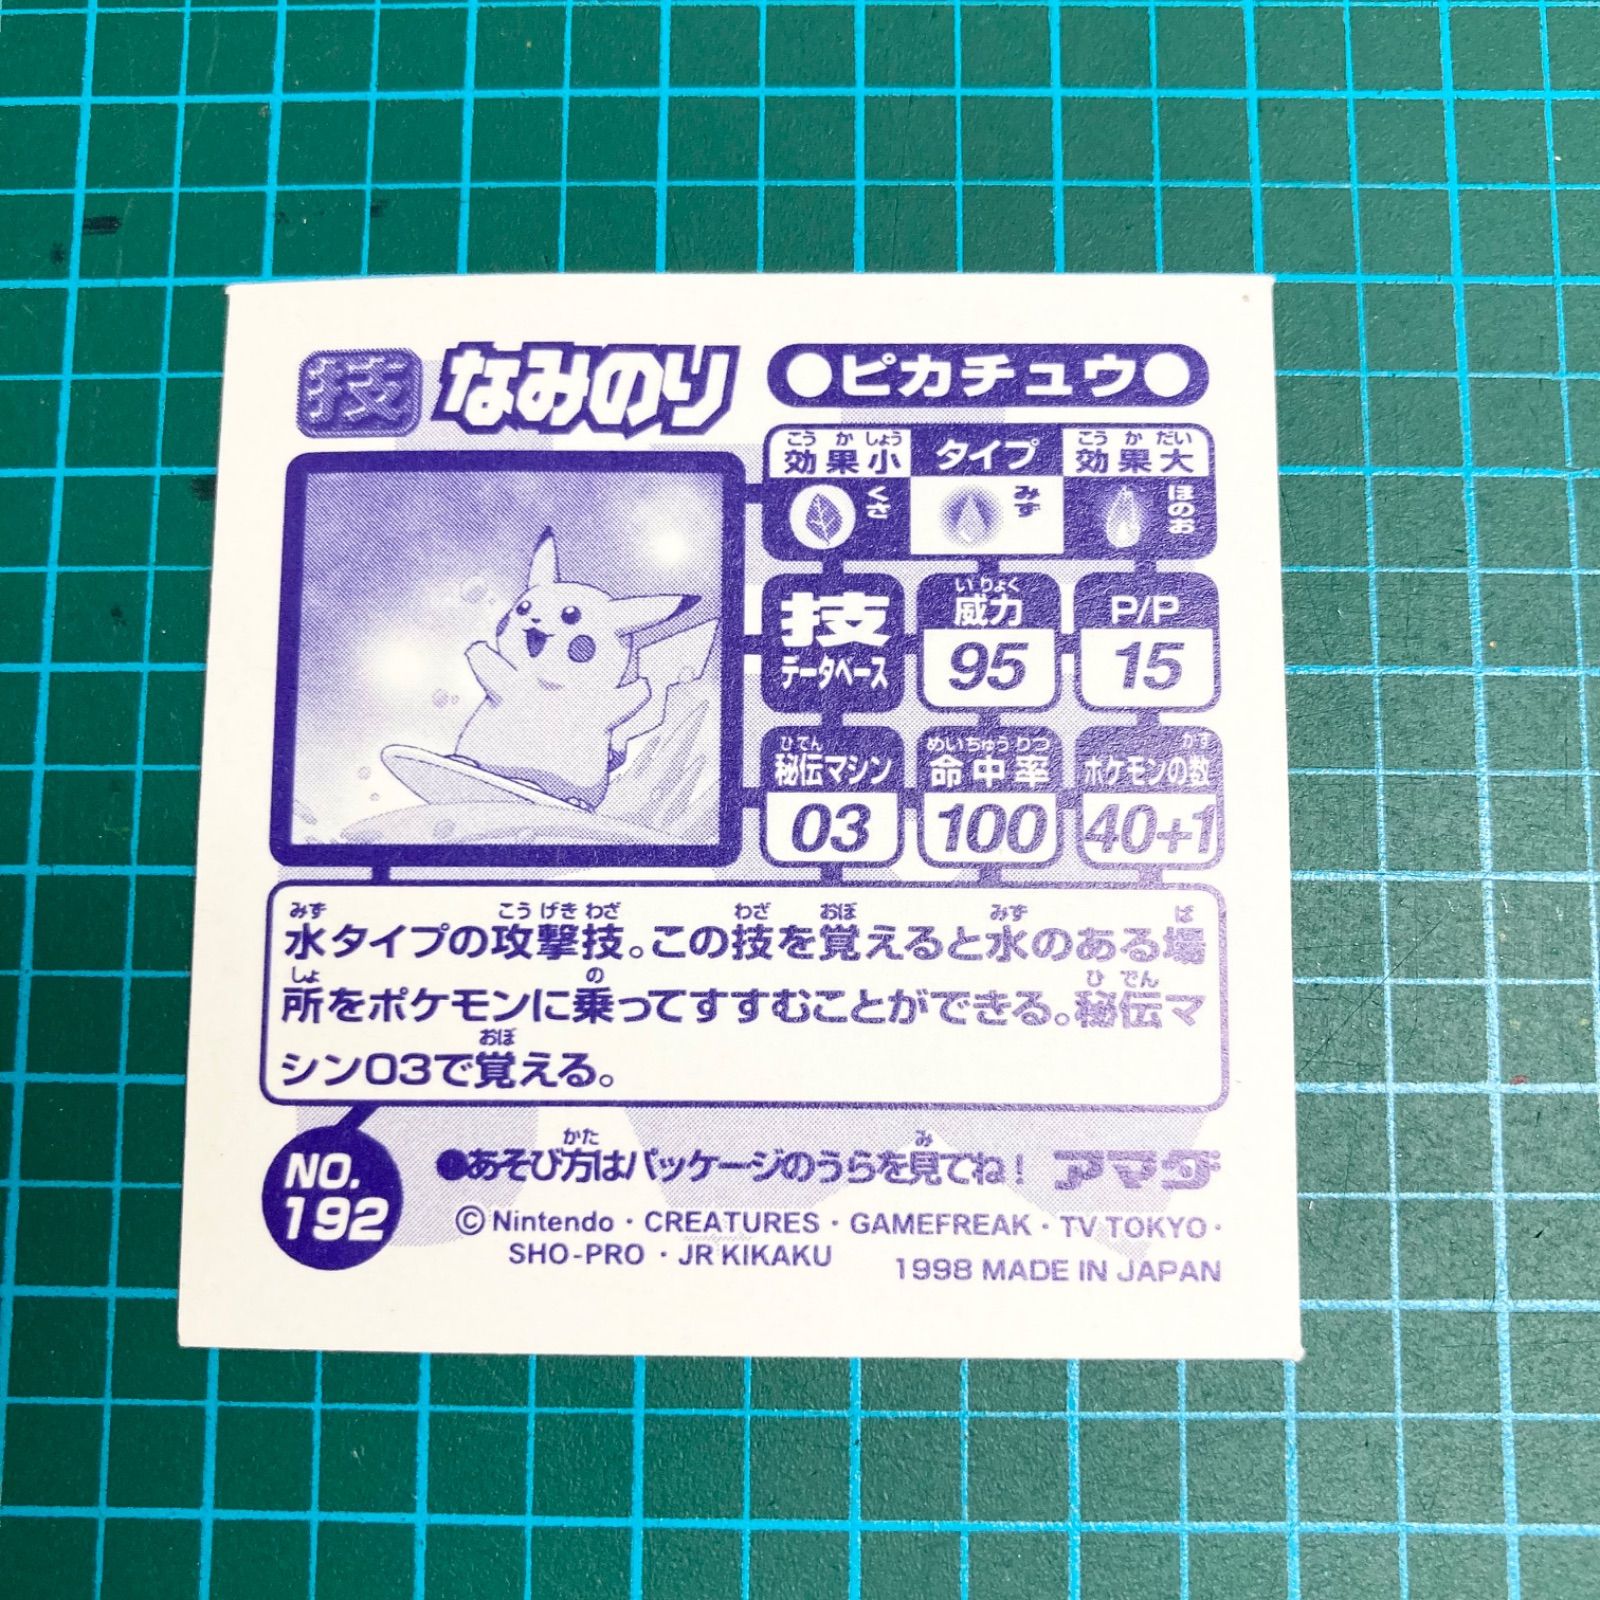 技 なみのり
●ピカチュウ●
こうかしょう
効果小
タイプ
こうかだい
効果大
くさ
みず
ほのお
技
データベース
いりょく
威力
95
P/P
15
ひでん
秘伝マシン
03
めいちゅうりつ
命中率
100
かず
ポケモンの数
40+1
みず こうげきわざ わざ おぼ みず ば
水タイプの攻撃技。この技を覚えると水のある場
しょ の ひでん
所をポケモンに乗ってすすむことができる。秘伝マ
おぼ
シン03で覚える。
NO.
192
かた み
●あそび方はパッケージのうらを見てね! アマダ
©Nintendo・CREATURES・GAMEFREAK・TV TOKYO・
SHO-PRO・JR KIKAKU
1998 MADE IN JAPAN